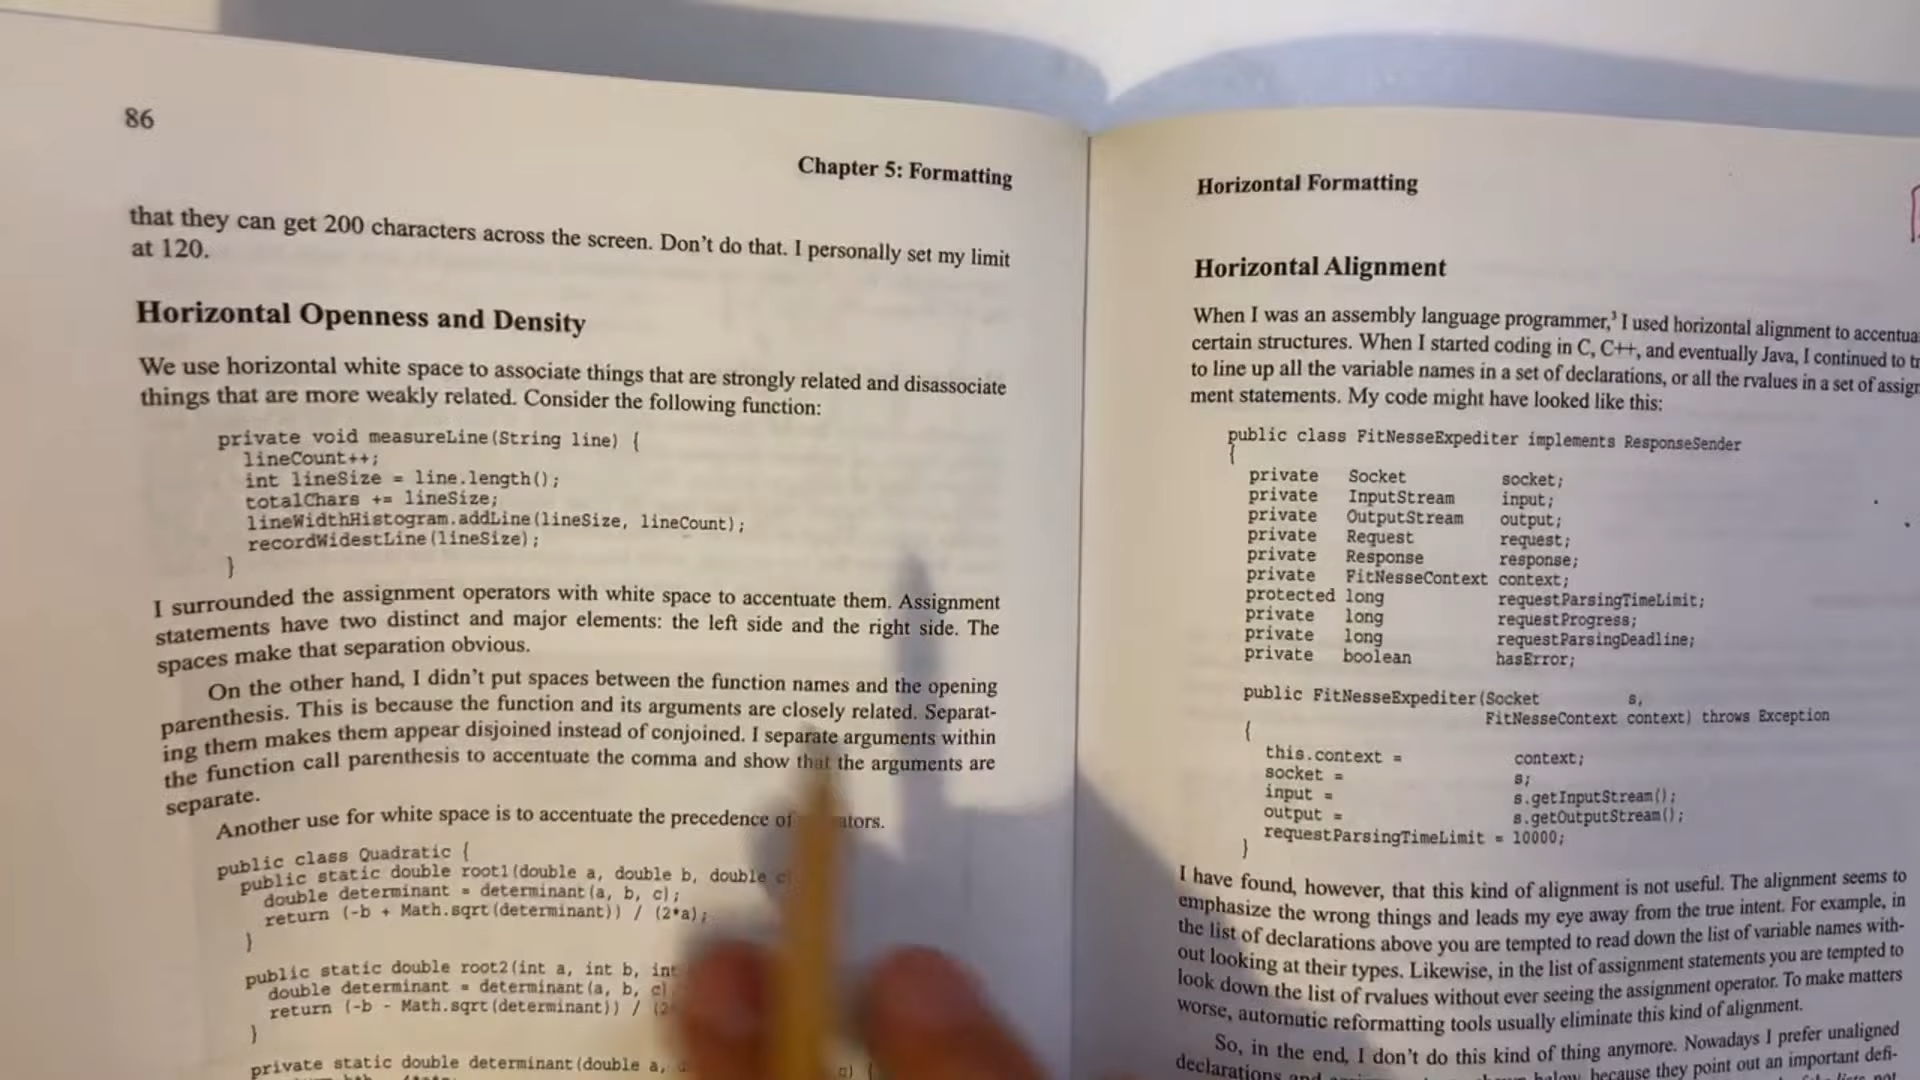 86
Chapter 5: Formatting
that they can get 200 characters across the screen. Don't do that. I personally set my limit
at 120.
Horizontal Openness and Density
We use horizontal white space to associate things that are strongly related and disassociate
things that are more weakly related. Consider the following function:
private void measureLine(String line) {
lineCount++;
int lineSize = line.length();
totalChars += lineSize;
lineWidthHistogram.addLine(lineSize, lineCount);
recordWidestLine(lineSize);
}
I surrounded the assignment operators with white space to accentuate them. Assignment
statements have two distinct and major elements: the left side and the right side. The
spaces make that separation obvious.
On the other hand, I didn't put spaces between the function names and the opening
parenthesis. This is because the function and its arguments are closely related. Separat-
ing them makes them appear disjoined instead of conjoined. I separate arguments within
the function call parenthesis to accentuate the comma and show that the arguments are
separate.
Another use for white space is to accentuate the precedence of
public class Quadratic {
public static double root1(double a, double b, double c
double determinant = determinant(a, b, c);
return (-b + Math.sqrt(determinant)) / (2*a);
}
public static double root2(int a, int b, int
double determinant = determinant(a, b, c)
return (-b - Math.sqrt(determinant)) / (2
}
private static double determinant(double a,
Horizontal Formatting
Horizontal Alignment
When I was an assembly language programmer,³ I used horizontal alignment to
certain structures. When I started coding in C, C++, and eventually Java, I continued to
to line up all the variable names in a set of declarations, or all the rvalues in a set of assign
ment statements. My code might have looked like this:
public class FitNesseExpediter implements ResponseSender
{
private Socket socket;
private InputStream input;
private OutputStream output;
private Request request;
private Response response;
private FitNesseContext context;
protected long requestParsingTimeLimit;
private long requestProgress;
private long requestParsingDeadline;
private boolean hasError;
public FitNesseExpediter(Socket s,
FitNesseContext context) throws Exception
{
this.context = context;
socket = s;
input = s.getInputStream();
output = s.getOutputStream();
requestParsingTimeLimit = 10000;
}
I have found, however, that this kind of alignment is not useful. The alignment seems to
emphasize the wrong things and leads my eye away from the true intent. For example, in
the list of declarations above you are tempted to read down the list of variable names with-
out looking at their types. Likewise, in the list of assignment statements you are tempted to
look down the list of rvalues without ever seeing the assignment operator. To make matters
worse, automatic reformatting tools usually eliminate this kind of alignment.
So, in the end, I don't do this kind of thing anymore. Nowadays I prefer unaligned
declarations and below, because they point out an important defi-